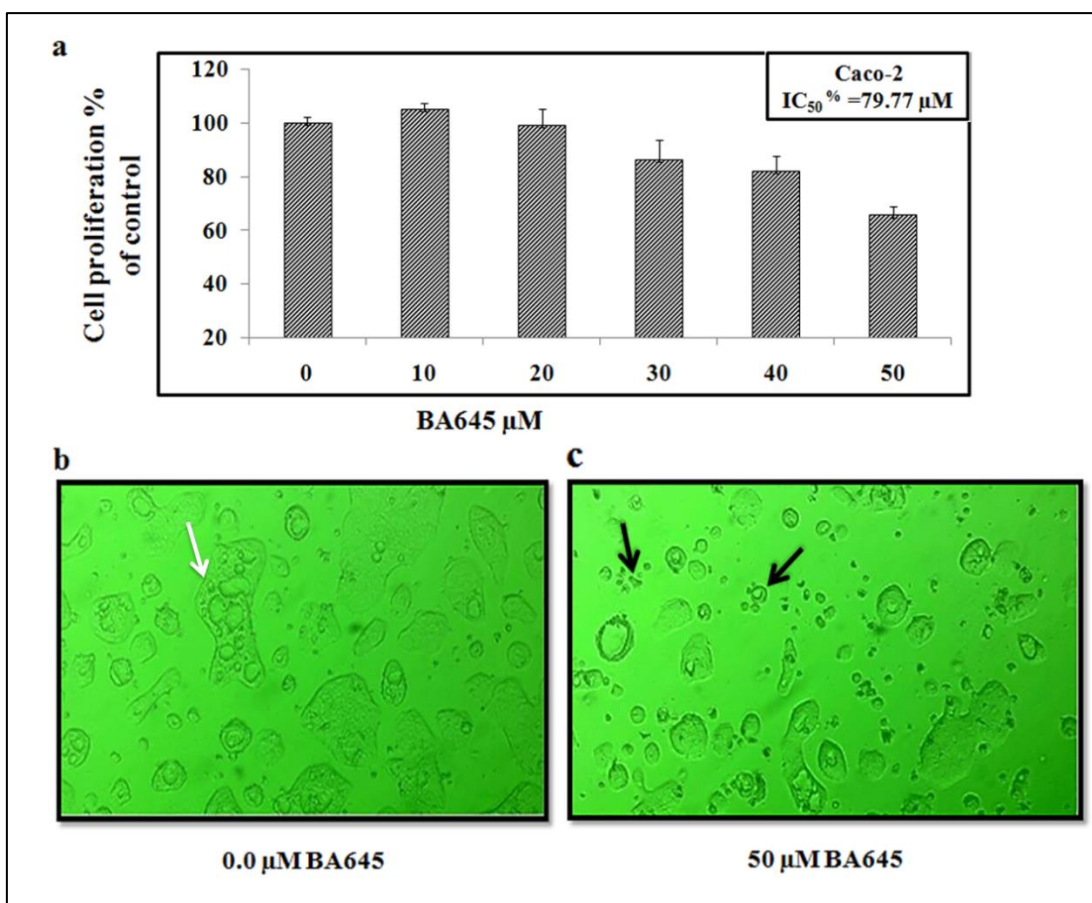 a
Cell proliferation %
of control
120
100
80
60
40
20
Caco-2
IC50 % =79.77 µM
0 10 20 30 40 50
BA645 µM
b
c
0.0 µM BA645
50 µM BA645